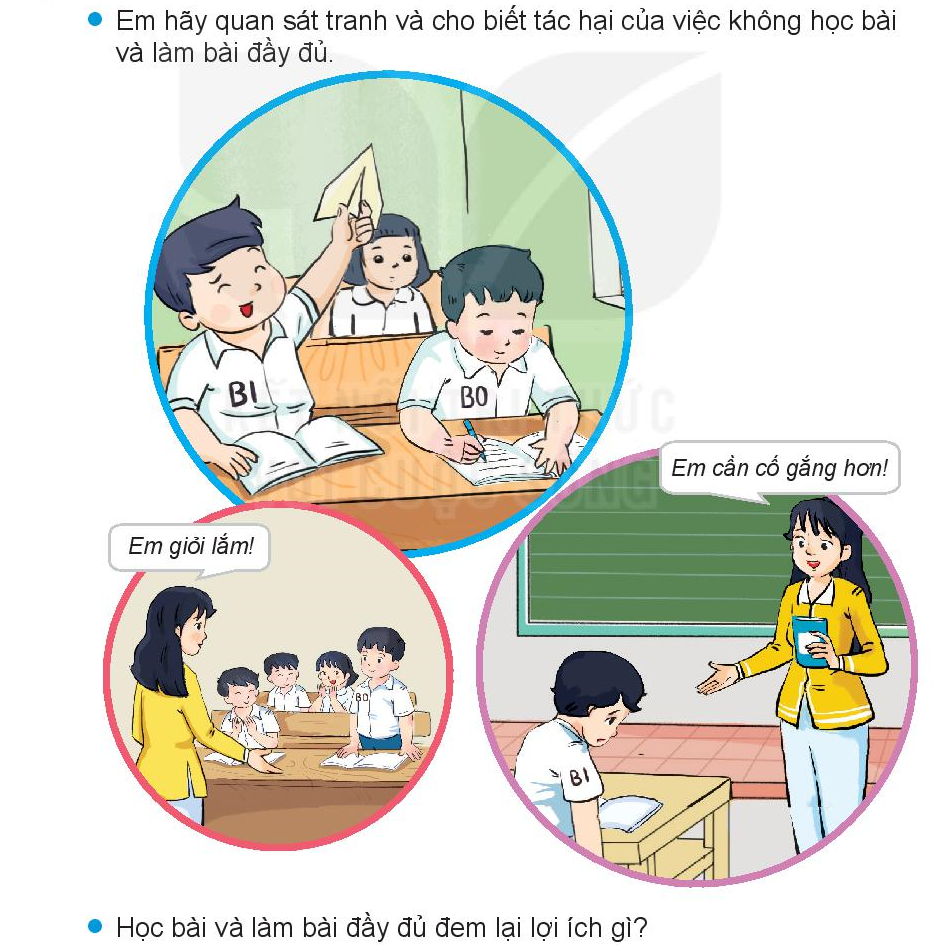 Em hãy quan sát tranh và cho biết tác hại của việc không học bài
và làm bài đầy đủ.
BI
BO
Em cần cố gắng hơn!
Em giỏi lắm!
BO
BI
Học bài và làm bài đầy đủ đem lại lợi ích gì?